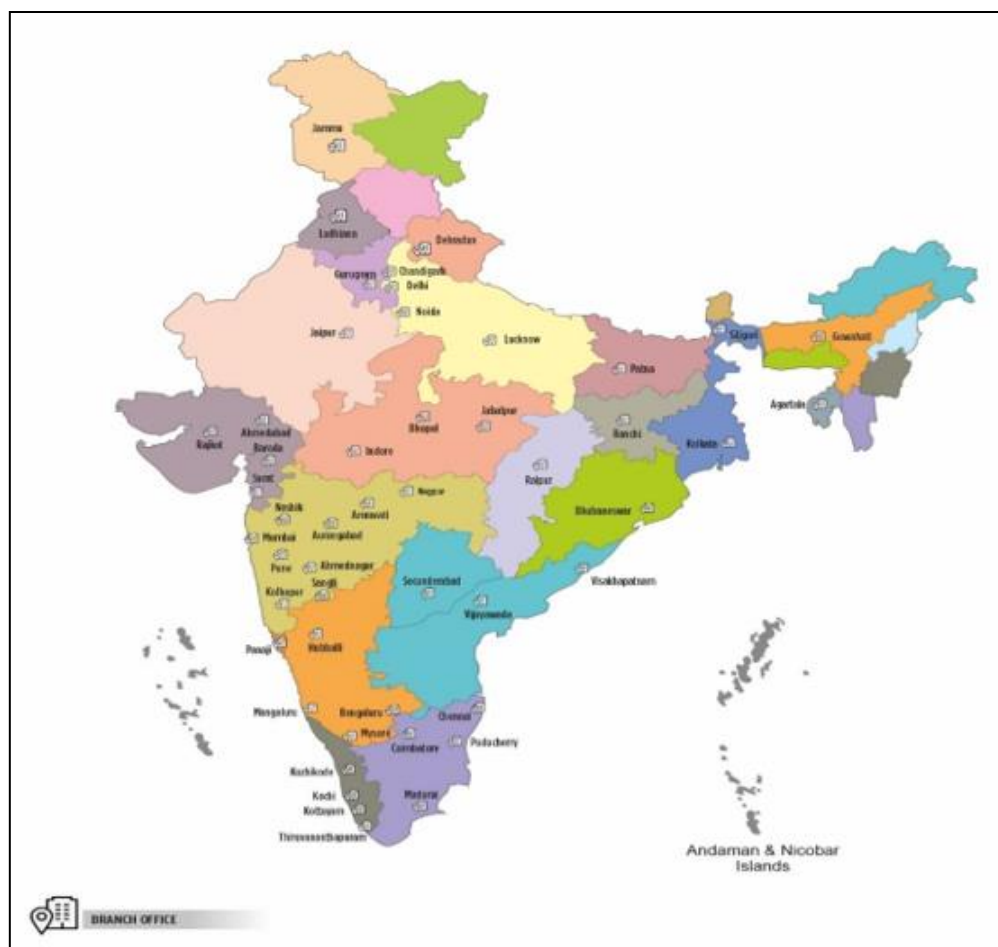 Jammu
Ludhiana
Dehradun
Chandigarh
Gurugram
Delhi
Noida
Jaipur
Lucknow
Siliguri
Guwahati
Patna
Agartala
Ahmedabad
Rajkot
Baroda
Surat
Bhopal
Jabalpur
Indore
Ranchi
Kolkata
Raipur
Bhubaneswar
Nagpur
Amravati
Nashik
Aurangabad
Mumbai
Pune
Ahmednagar
Sangli
Kolhapur
Secunderabad
Visakhapatnam
Vijayawada
Panaji
Hubballi
Mangaluru
Bengaluru
Chennai
Mysore
Coimbatore
Puducherry
Kozhikode
Kochi
Kottayam
Madurai
Thiruvananthapuram
Andaman & Nicobar
Islands
BRANCH OFFICE